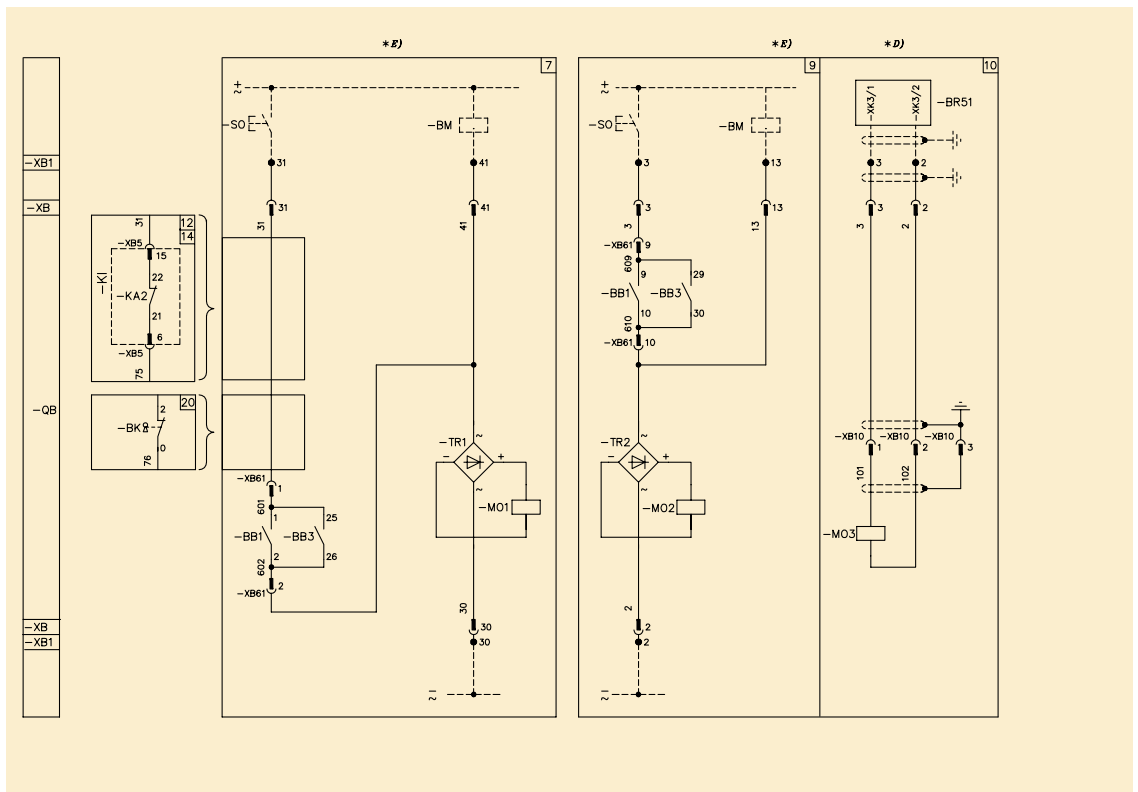 *E)
*E)
*D)
7
9
10
+
~
+
~
XK3/1
XK3/2
-BR51
-SO
-BM
-SO
-BM
-XB1
31
41
3
13
3
2
-XB
31
41
3
13
3
2
31
12
14
31
41
3
13
3
2
-XB5
15
-XB61
9
-KI
22
609
9
29
-KA2
-BB1
-BB3
21
10
30
6
610
-XB5
-XB61
10
75
-QB
2
20
-BK2
0
76
-TR1
~
-TR2
~
-XB10
-XB10
-XB10
1
2
3
-
+
-
+
101
102
-XB61
1
~
~
601
1
25
-MO1
-MO2
-BB1
-BB3
-MO3
602
2
26
-XB61
2
30
2
-XB
30
2
-XB1
30
2
-
~
-
~